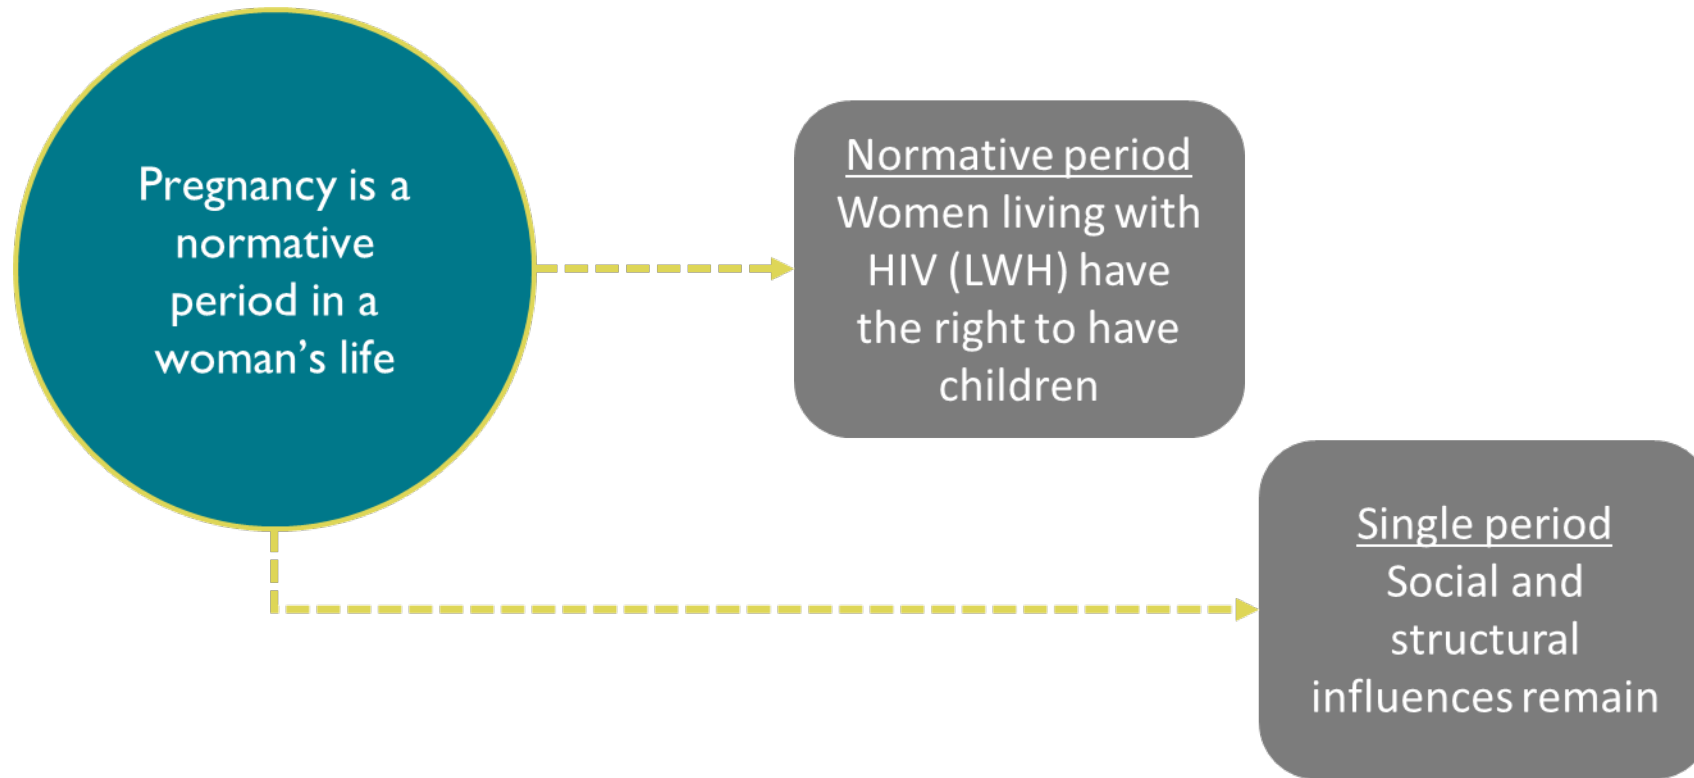 Pregnancy is a
normative
period in a
woman’s life
Normative period
Women living with
HIV (LWH) have
the right to have
children
Single period
Social and
structural
influences remain